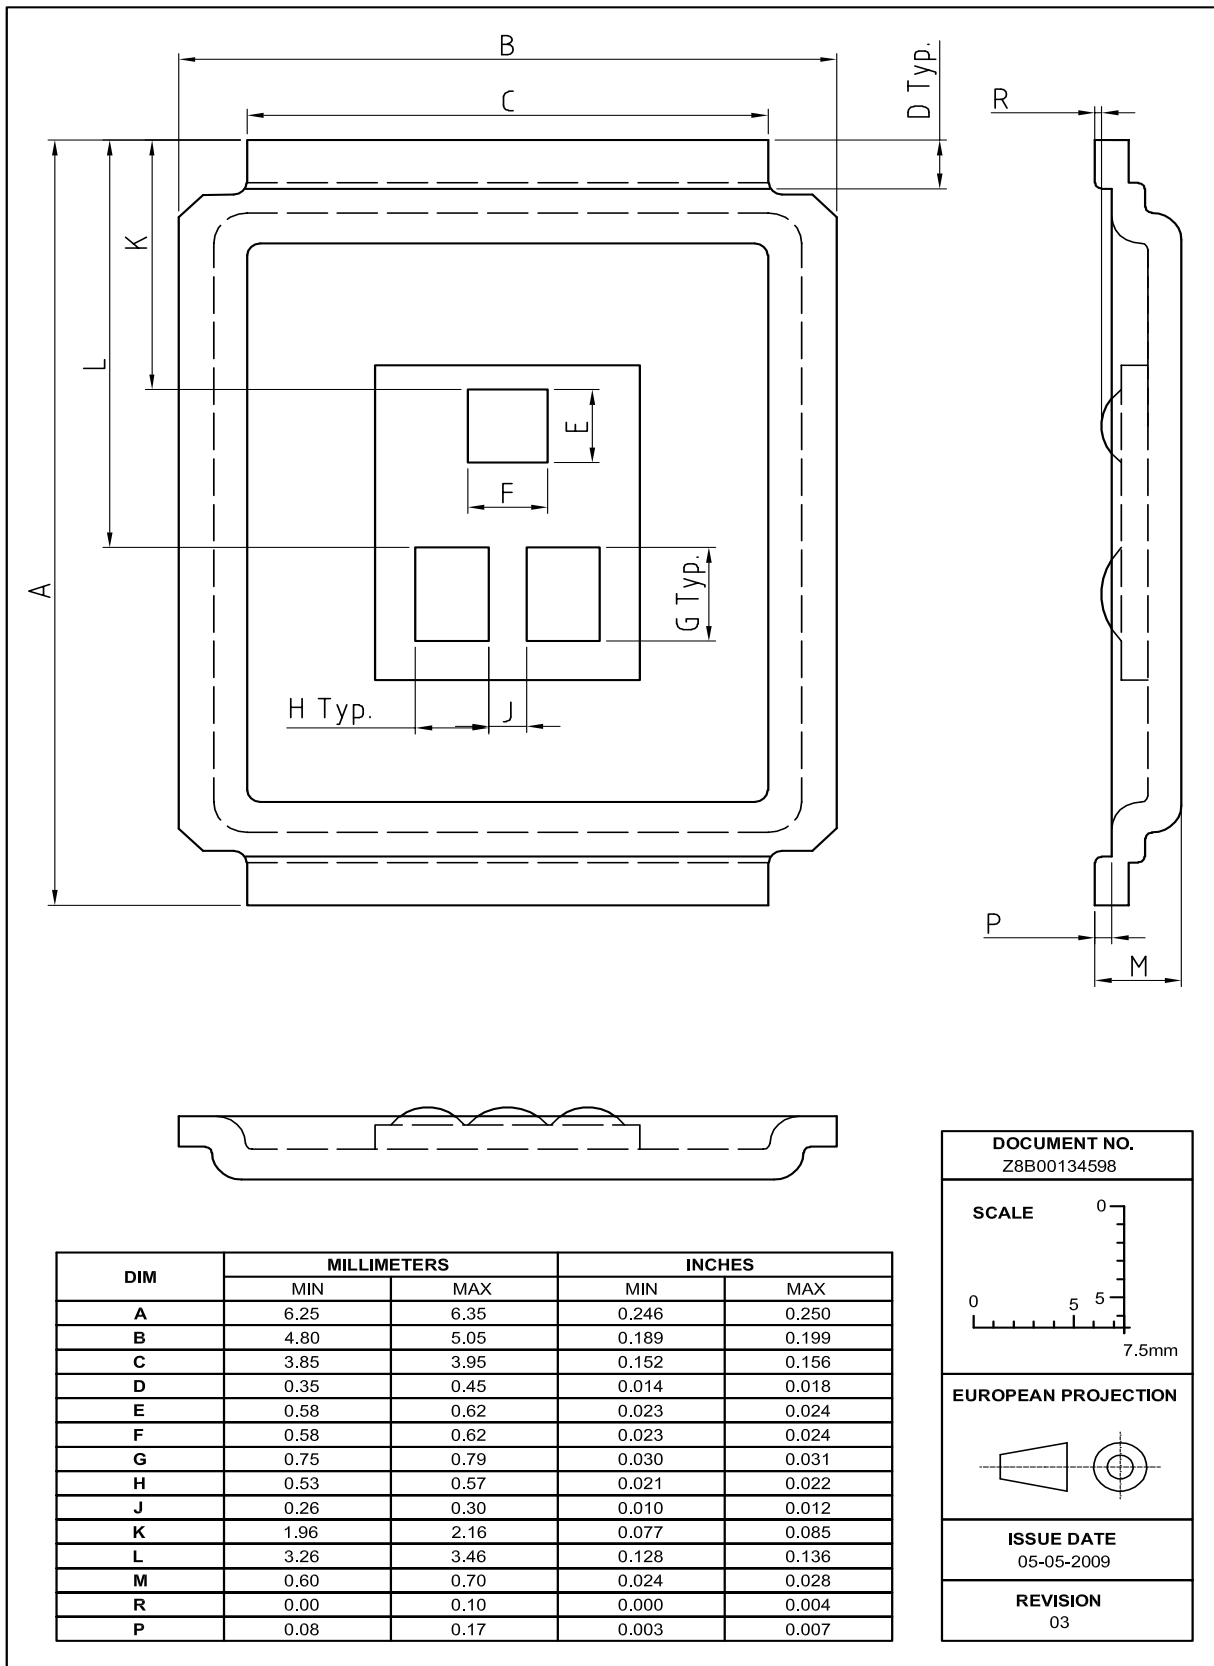 B
C
D Typ.
R
K
L
A
E
F
G Typ.
H Typ.
J
P
M
DOCUMENT NO.
Z8B00134598
SCALE
0
0
5
5
7.5mm
EUROPEAN PROJECTION
ISSUE DATE
05-05-2009
REVISION
03
DIM MILLIMETERS INCHES
MIN MAX MIN MAX
A 6.25 6.35 0.246 0.250
B 4.80 5.05 0.189 0.199
C 3.85 3.95 0.152 0.156
D 0.35 0.45 0.014 0.018
E 0.58 0.62 0.023 0.024
F 0.58 0.62 0.023 0.024
G 0.75 0.79 0.030 0.031
H 0.53 0.57 0.021 0.022
J 0.26 0.30 0.010 0.012
K 1.96 2.16 0.077 0.085
L 3.26 3.46 0.128 0.136
M 0.60 0.70 0.024 0.028
R 0.00 0.10 0.000 0.004
P 0.08 0.17 0.003 0.007